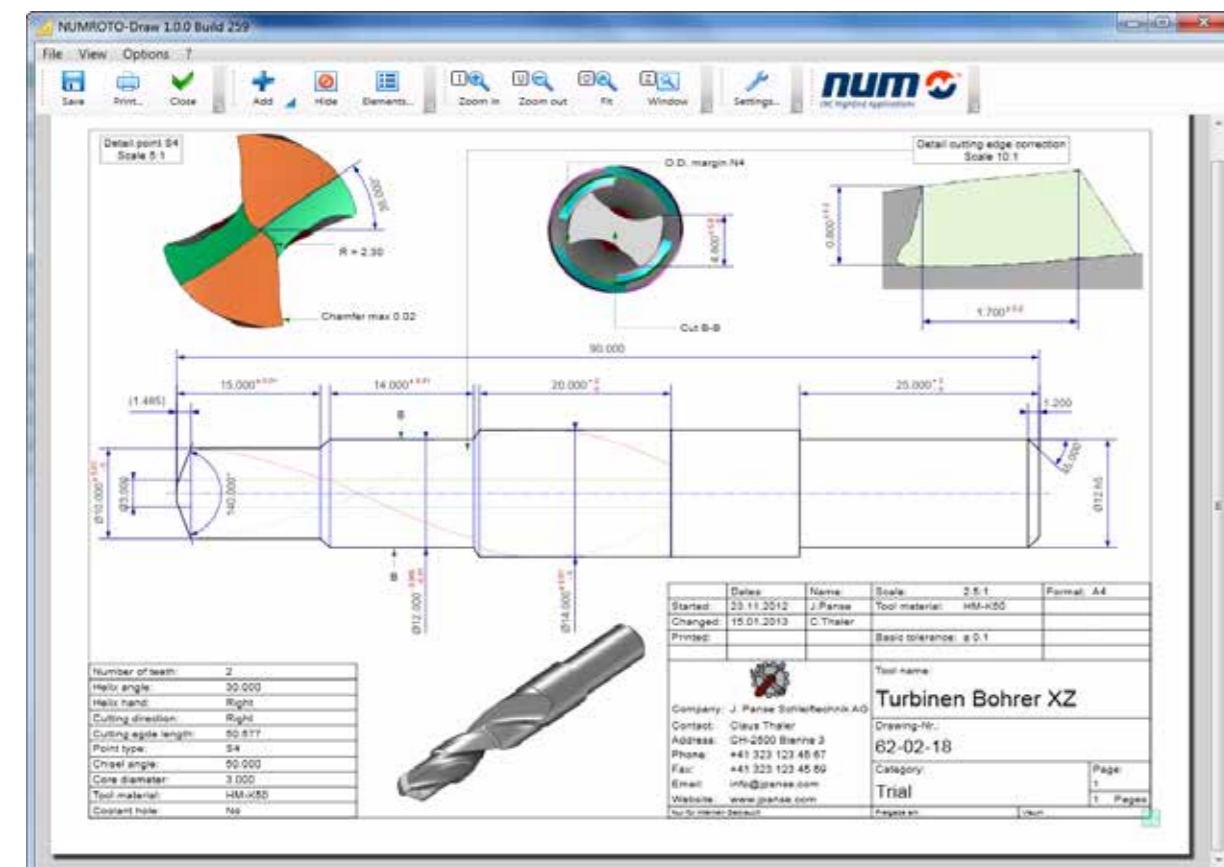 NUMROTO-Draw 1.0.0 Build 259
File View Options ?
Save Print... Close Add Hide Elements... Zoom in Zoom out Fit Window Settings... num
Detail point S4
Scale 5:1
R = 2.30
Chamfer max 0.02
O.D. margin N4
Cut B-B
Detail cutting edge correction
Scale 10:1
0.800
1.700
90.000
15.000
14.000
20.000
25.000
(1.485)
1.200
B
Ø10.000
Ø3.000
140.000°
45.000°
Ø12 h5
B
Ø12.000
Ø14.000
Number of teeth: 2
Helix angle: 30.000
Helix hand: Right
Cutting direction: Right
Cutting egde length: 50.577
Point type: S4
Chisel angle: 50.000
Core diameter: 3.000
Tool material: HM-K50
Coolant hole: No
Dates: Name: Scale: 2.5:1 Format: A4
Started: 23.11.2012 J.Panse Tool material: HM-K50
Changed: 15.01.2013 C.Thaler
Printed: Basic tolerance: ± 0.1
Company: J. Panse Schleiftechnik AG
Contact: Claus Thaler
Address: CH-2500 Bienne 3
Phone: +41 323 123 45 67
Fax: +41 323 123 45 69
Email: info@jpanse.com
Website: www.jpanse.com
Tool name:
Turbinen Bohrer XZ
Drawing-Nr.:
62-02-18
Category:
Trial
Page:
1
1 Pages